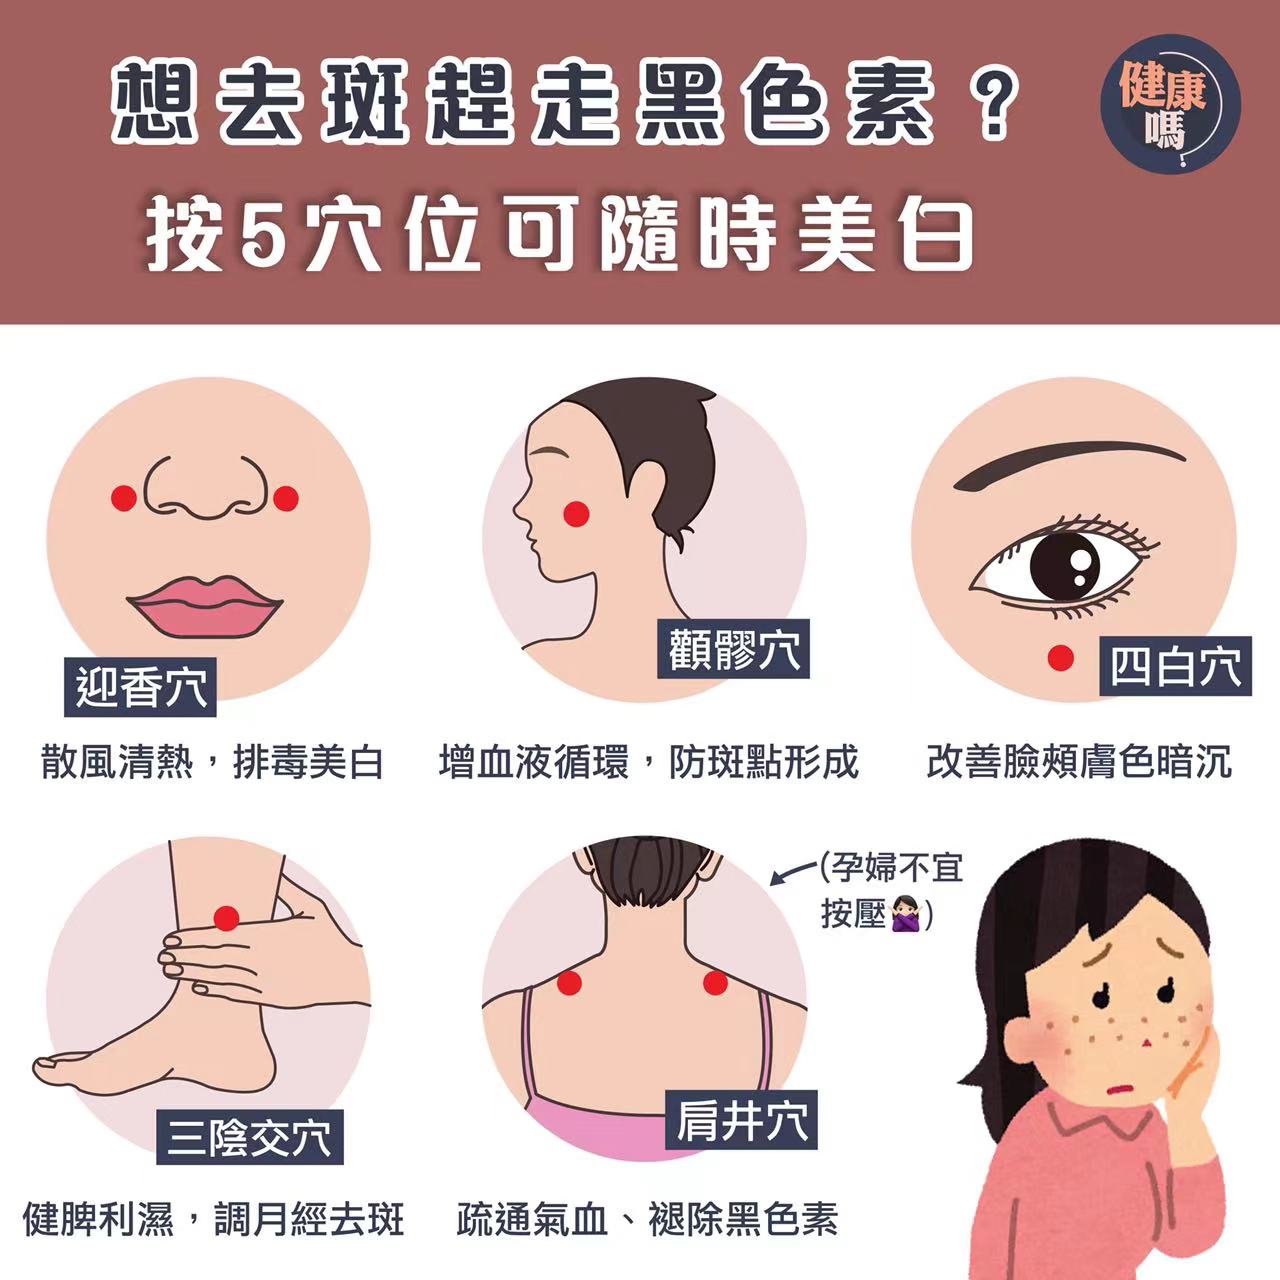 想去斑趕走黑色素？
健康嗎?
按5穴位可隨時美白
迎香穴
散風清熱，排毒美白
顴髎穴
增血液循環，防斑點形成
四白穴
改善臉頰膚色暗沉
三陰交穴
健脾利濕，調月經去斑
肩井穴
疏通氣血、褪除黑色素
(孕婦不宜
按壓🙅🏻‍♀️)